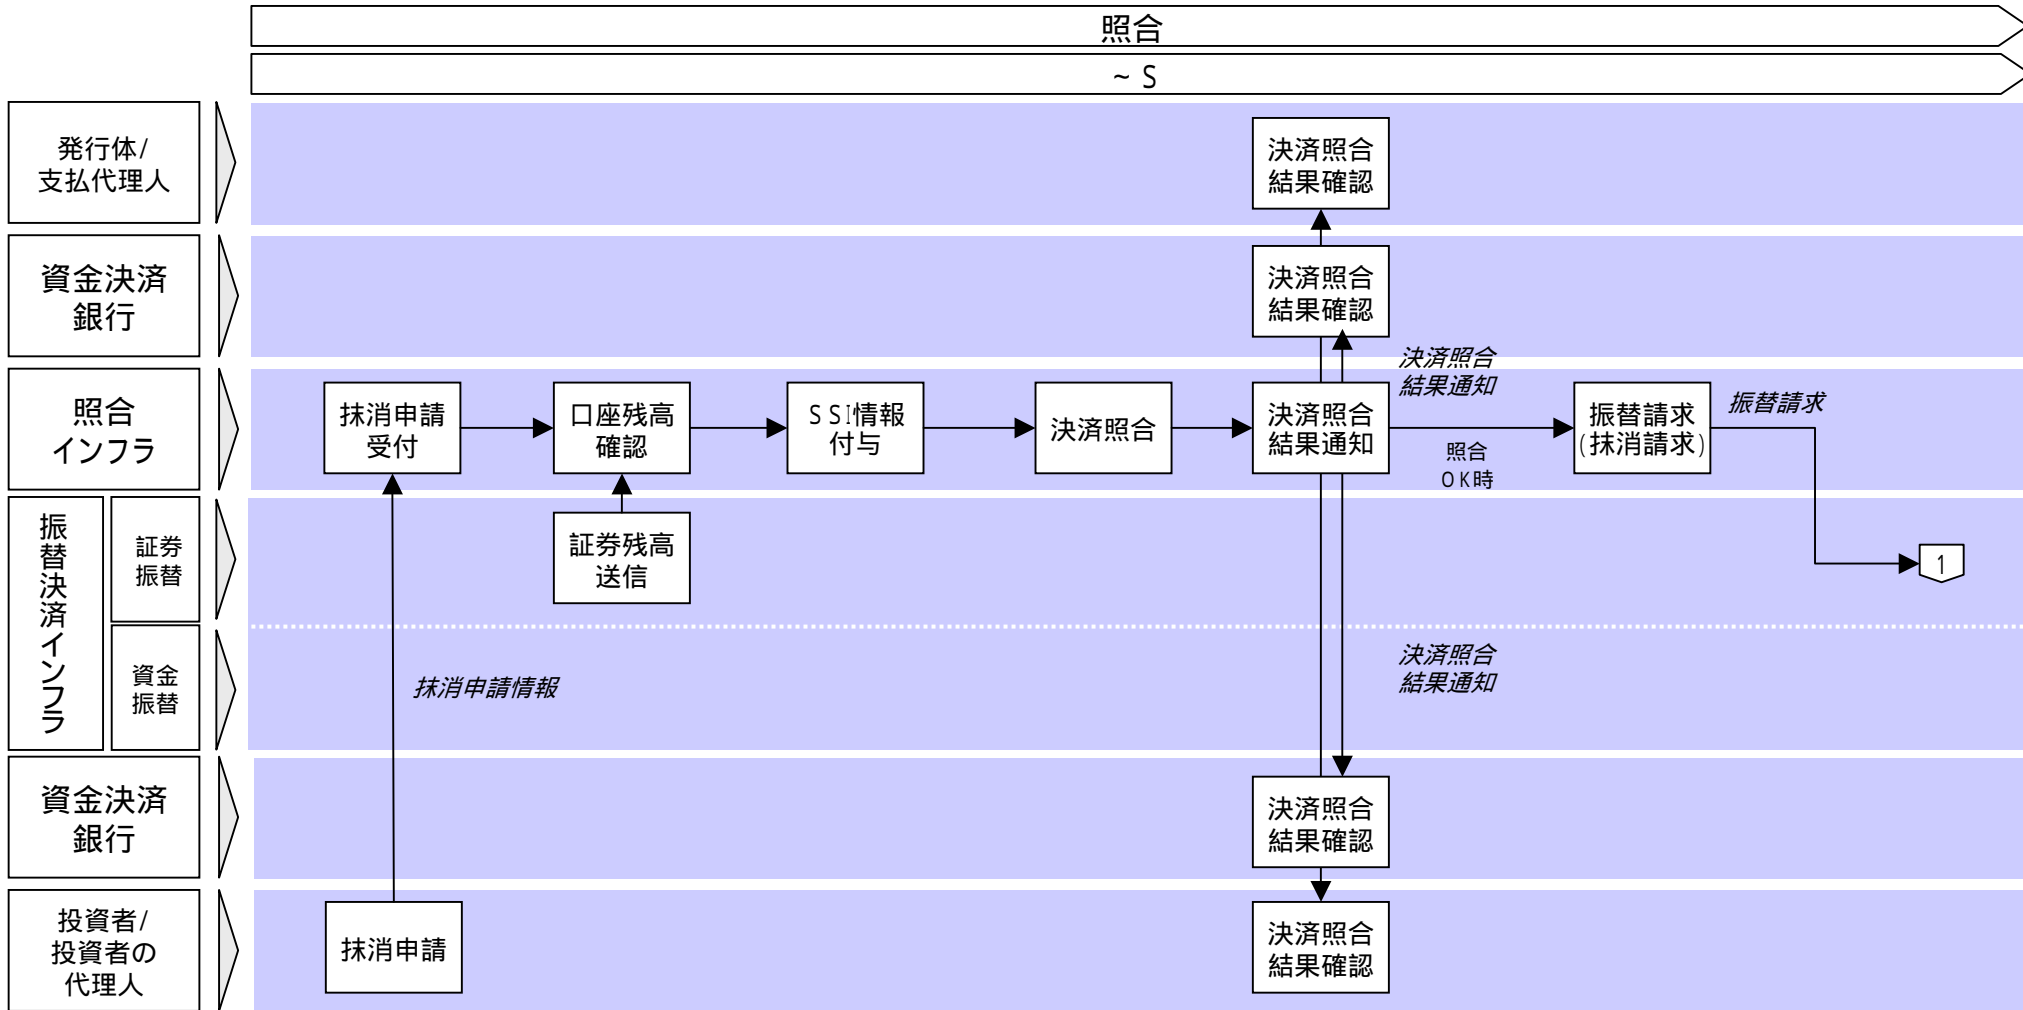 照合
~ S
発行体/
支払代理人
決済照合
結果確認
資金決済
銀行
決済照合
結果確認
決済照合
結果通知
照合
インフラ
抹消申請
受付
口座残高
確認
SSI情報
付与
決済照合
決済照合
結果通知
照合
OK時
振替請求
(抹消請求)
振替請求
振替決済インフラ
証券
振替
証券残高
送信
1
資金
振替
抹消申請情報
決済照合
結果通知
資金決済
銀行
決済照合
結果確認
投資者/
投資者の
代理人
抹消申請
決済照合
結果確認